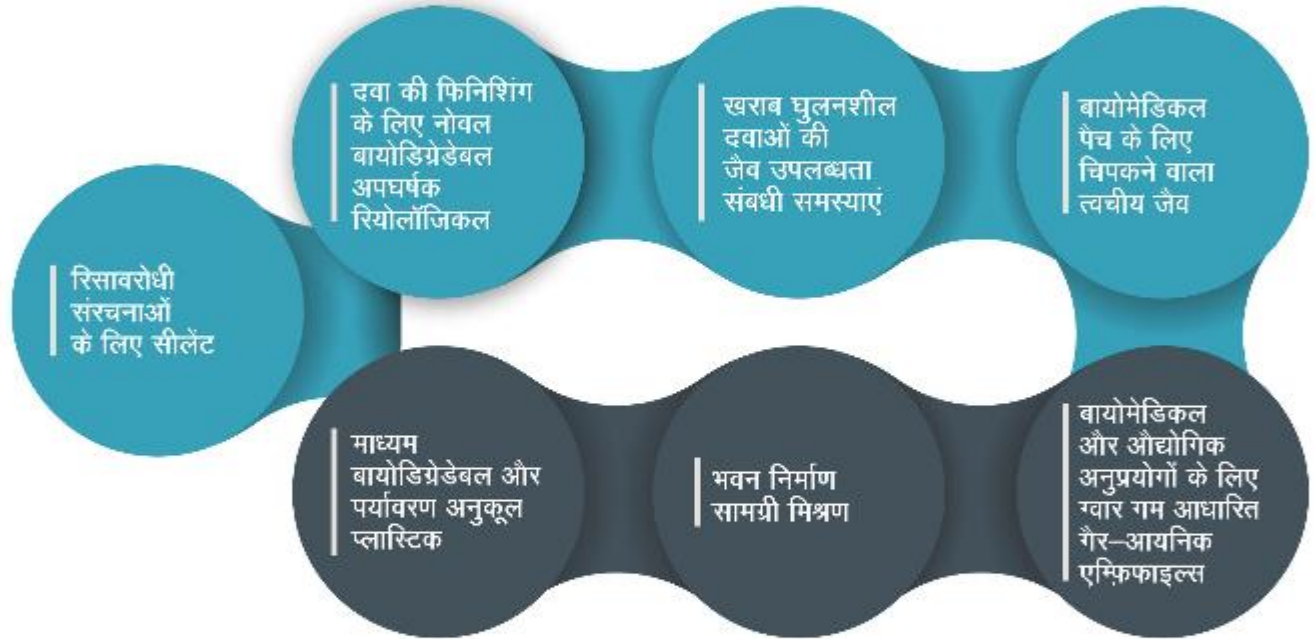 रिसावरोधी
संरचनाओं
के लिए सीलेंट
दवा की फिनिशिंग
के लिए नोवल
बायोडिग्रेडेबल
अपघर्षक
रियोलॉजिकल
खराब घुलनशील
दवाओं की
जैव उपलब्धता
संबधी समस्याएं
बायोमेडिकल
पैच के लिए
चिपकने वाला
त्वचीय जैव
बायोमेडिकल
और औद्योगिक
अनुप्रयोगों के लिए
ग्वार गम आधारित
गैर–आयनिक
एम्फ़िफाइल्स
भवन निर्माण
सामग्री मिश्रण
माध्यम
बायोडिग्रेडेबल और
पर्यावरण अनुकूल
प्लास्टिक